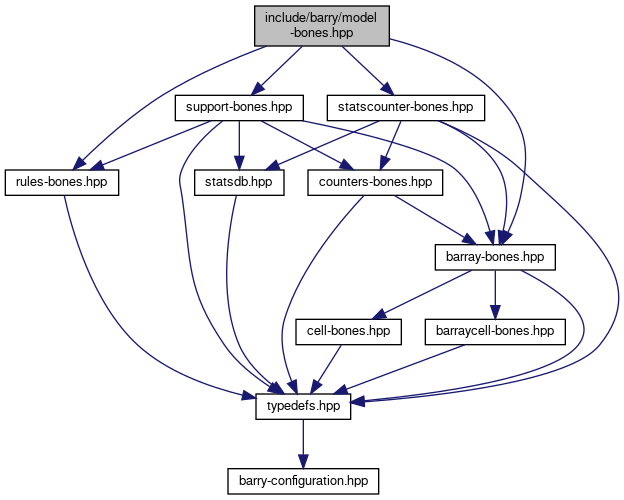 include/barry/model
-bones.hpp
support-bones.hpp
statscounter-bones.hpp
rules-bones.hpp
statsdb.hpp
counters-bones.hpp
barray-bones.hpp
cell-bones.hpp
barraycell-bones.hpp
typedefs.hpp
barry-configuration.hpp